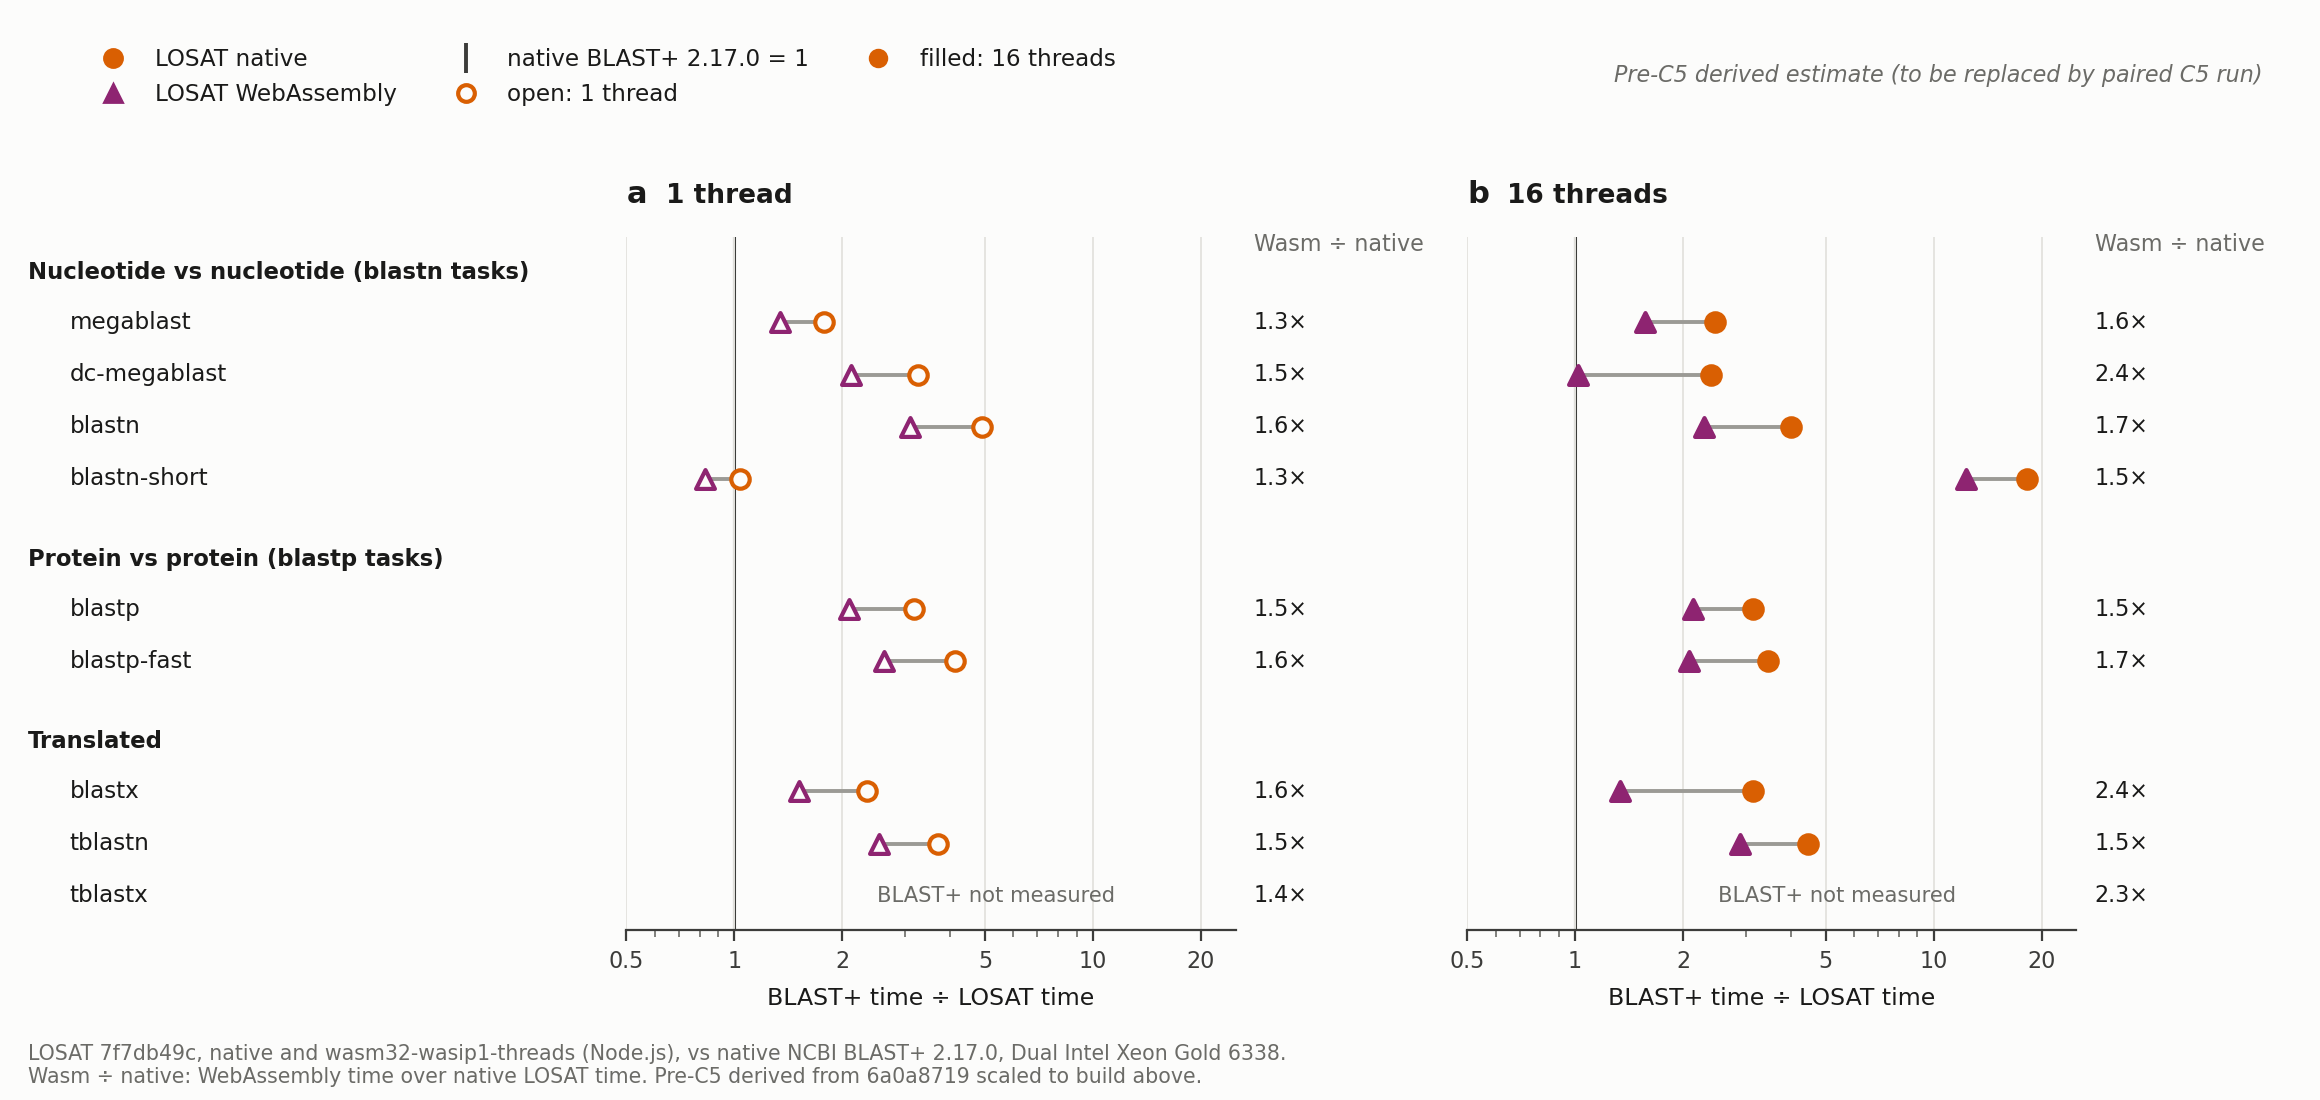 LOSAT native
native BLAST+ 2.17.0 = 1
filled: 16 threads
LOSAT WebAssembly
open: 1 thread
Pre-C5 derived estimate (to be replaced by paired C5 run)
a 1 thread
b 16 threads
Wasm ÷ native
Wasm ÷ native
Nucleotide vs nucleotide (blastn tasks)
megablast 1.3× 1.6×
dc-megablast 1.5× 2.4×
blastn 1.6× 1.7×
blastn-short 1.3× 1.5×
Protein vs protein (blastp tasks)
blastp 1.5× 1.5×
blastp-fast 1.6× 1.7×
Translated
blastx 1.6× 2.4×
tblastn 1.5× 1.5×
tblastx BLAST+ not measured 1.4× BLAST+ not measured 2.3×
0.5 1 2 5 10 20
0.5 1 2 5 10 20
BLAST+ time ÷ LOSAT time
BLAST+ time ÷ LOSAT time
LOSAT 7f7db49c, native and wasm32-wasip1-threads (Node.js), vs native NCBI BLAST+ 2.17.0, Dual Intel Xeon Gold 6338.
Wasm ÷ native: WebAssembly time over native LOSAT time. Pre-C5 derived from 6a0a8719 scaled to build above.